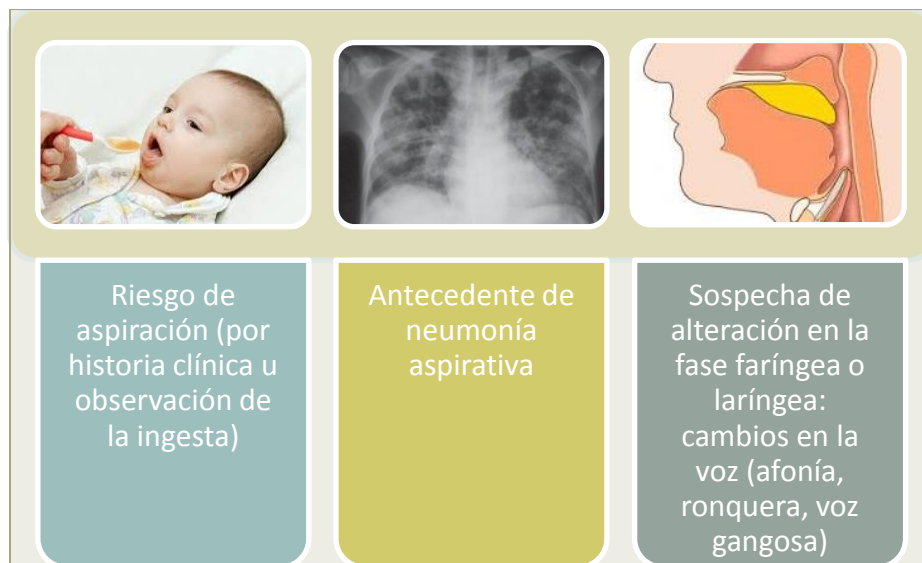 Riesgo de
aspiración (por
historia clínica u
observación de
la ingesta)
Antecedente de
neumonía
aspirativa
Sospecha de
alteración en la
fase faríngea o
laríngea:
cambios en la
voz (afonía,
ronquera, voz
gangosa)